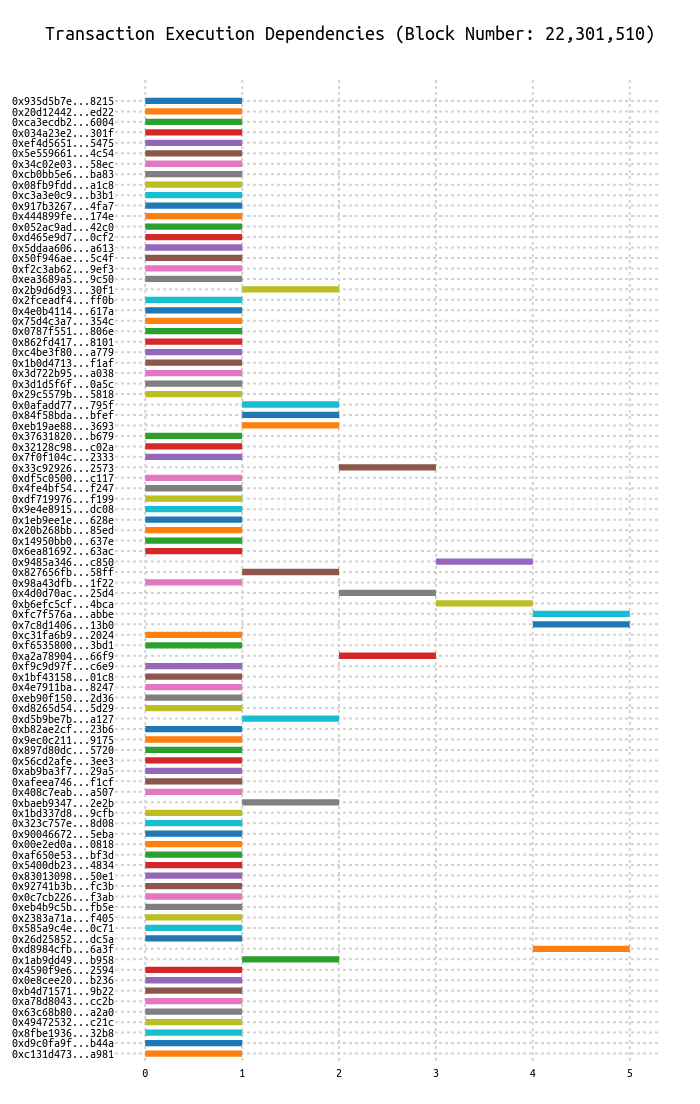 Transaction Execution Dependencies (Block Number: 22,301,510)
0x935d5b7e...8215
0x20d12442...ed22
0xca3ecdb2...6004
0x034a23e2...301f
0xef4d5651...5475
0x5e559661...4c54
0x34c02e03...58ec
0xcb0bb5e6...ba83
0x08fb9fdd...a1c8
0xc3a3e0c9...b3b1
0x917b3267...4fa7
0x444899fe...174e
0x052ac9ad...42c0
0xd465e9d7...0cf2
0x5ddaa606...a613
0x50f946ae...5c4f
0xf2c3ab62...9ef3
0xea3689a5...9c50
0x2b9d6d93...30f1
0x2fceadf4...ff0b
0x4e0b4114...617a
0x75d4c3a7...354c
0x0787f551...806e
0x862fd417...8101
0xc4be3f80...a779
0x1b0d4713...f1af
0x3d722b95...a038
0x3d1d5f6f...0a5c
0x29c5579b...5818
0x0afadd77...795f
0x84f58bda...bfef
0xeb19ae88...3693
0x37631820...b679
0x32128c98...c02a
0x7f0f104c...2333
0x33c92926...2573
0xdf5c0500...c117
0x4fe4bf54...f247
0xdf719976...f199
0x9e4e8915...dc08
0x1eb9ee1e...628e
0x20b268bb...85ed
0x14950bb0...637e
0x6ea81692...63ac
0x9485a346...c850
0x827656fb...58ff
0x98a43dfb...1f22
0x4d0d70ac...25d4
0xb6efc5cf...4bca
0xfc7f576a...abbe
0x7c8d1406...13b0
0xc31fa6b9...2024
0xf6535800...3bd1
0xa2a78904...66f9
0xf9c9d97f...c6e9
0x1bf43158...01c8
0x4e7911ba...8247
0xeb90f150...2d36
0xd8265d54...5d29
0xd5b9be7b...a127
0xb82ae2cf...23b6
0x9ec0c211...9175
0x897d80dc...5720
0x56cd2afe...3ee3
0xab9ba3f7...29a5
0xafeea746...f1cf
0x408c7eab...a507
0xbaeb9347...2e2b
0x1bd337d8...9cfb
0x323c757e...8d08
0x90046672...5eba
0x00e2ed0a...0818
0xaf650e53...bf3d
0x5400db23...4834
0x83013098...50e1
0x92741b3b...fc3b
0x0c7cb226...f3ab
0xeb4b9c5b...fb5e
0x2383a71a...f405
0x585a9c4e...0c71
0x26d25852...dc5a
0xd8984cfb...6a3f
0x1ab9dd49...b958
0x4590f9e6...2594
0x0e8cee20...b236
0xb4d71571...9b22
0xa78d8043...cc2b
0x63c68b80...a2a0
0x49472532...c21c
0x8fbe1936...32b8
0xd9c0fa9f...b44a
0xc131d473...a981
0 1 2 3 4 5